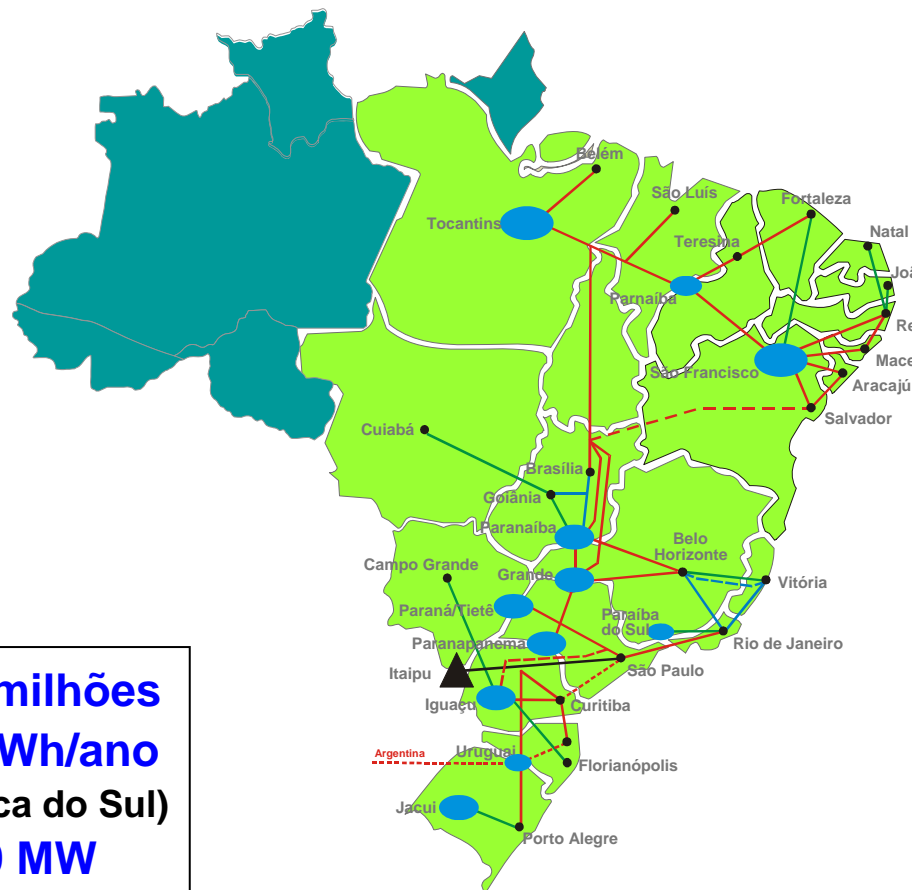 Belém
São Luís
Fortaleza
Tocantins
Teresina
Natal
Parnaíba
São Francisco
Aracajú
Salvador
Cuiabá
Brasília
Goiânia
Paranaíba
Belo
Horizonte
Campo Grande
Grande
Vitória
Paraná/Tietê
Paraíba
do Sul
Paranapanema
Rio de Janeiro
Itaipu
São Paulo
Iguaçu
Curitiba
Argentina
Uruguai
Florianópolis
Jacui
Porto Alegre
milhões
Wh/ano
ca do Sul)
MW